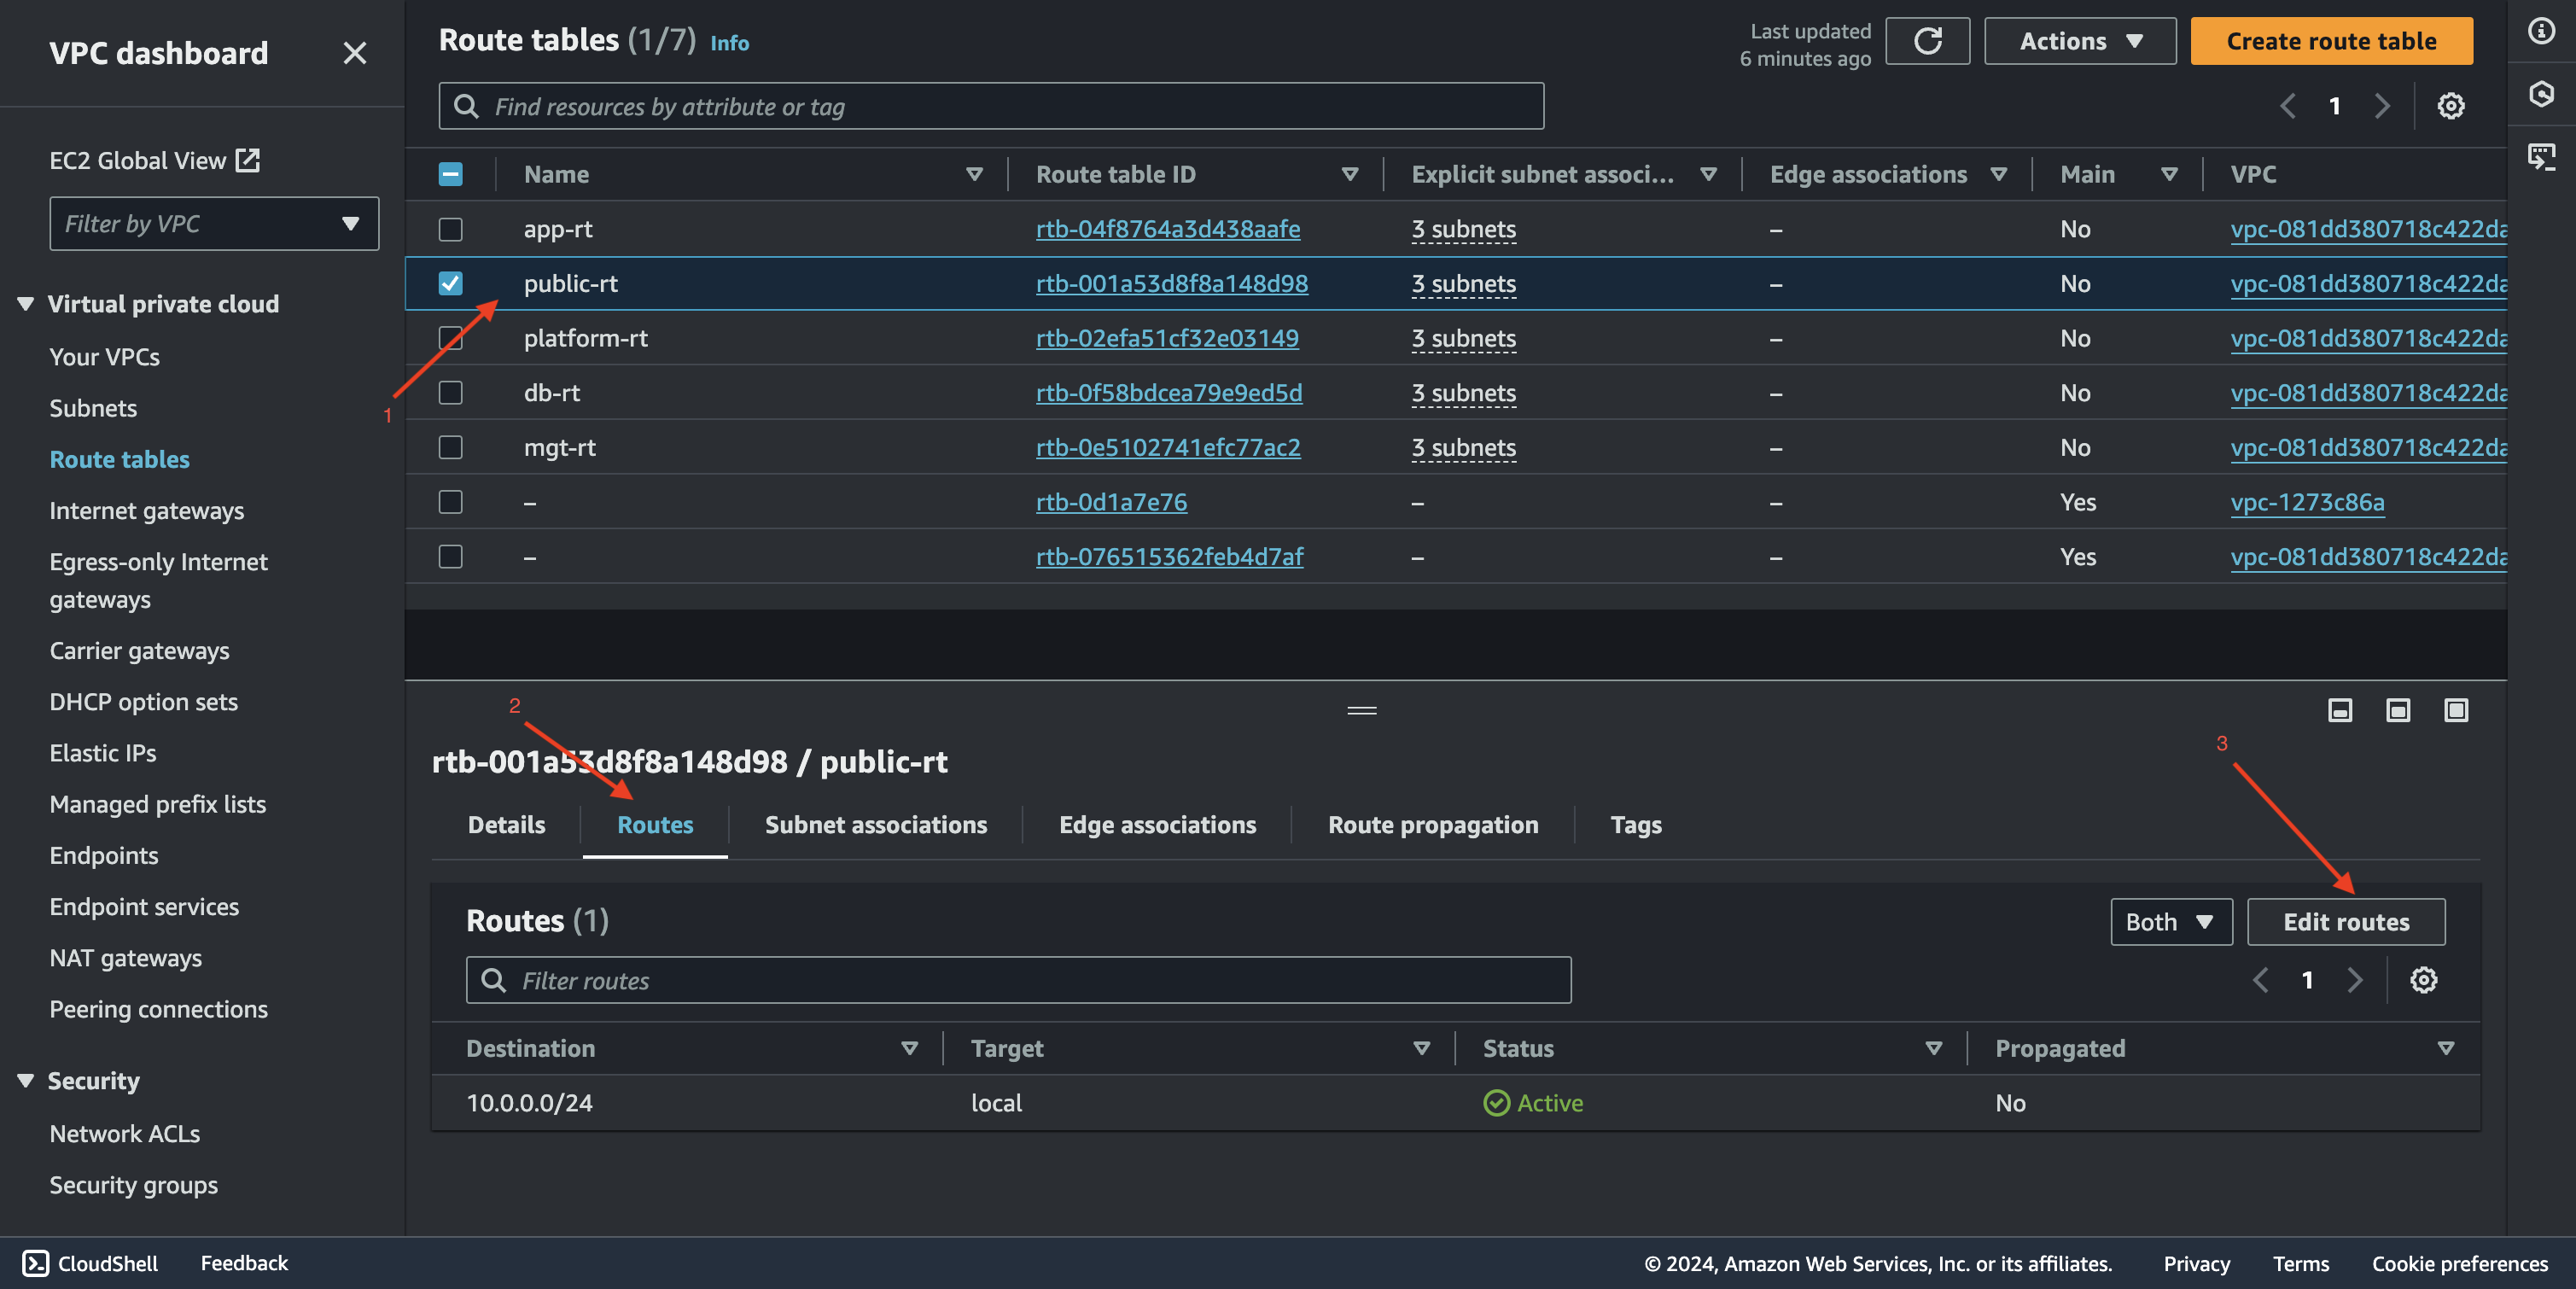 VPC dashboard
EC2 Global View
Filter by VPC
Virtual private cloud
Your VPCs
Subnets
Route tables
Internet gateways
Egress-only Internet
gateways
Carrier gateways
DHCP option sets
Elastic IPs
Managed prefix lists
Endpoints
Endpoint services
NAT gateways
Peering connections
Security
Network ACLs
Security groups
Route tables (1/7) Info
Last updated
6 minutes ago
Actions
Create route table
Find resources by attribute or tag
1
Name Route table ID Explicit subnet associ... Edge associations Main VPC
app-rt rtb-04f8764a3d438aafe 3 subnets – No vpc-081dd380718c422da
public-rt rtb-001a53d8f8a148d98 3 subnets – No vpc-081dd380718c422da
platform-rt rtb-02efa51cf32e03149 3 subnets – No vpc-081dd380718c422da
db-rt rtb-0f58bdcea79e9ed5d 3 subnets – No vpc-081dd380718c422da
1
mgt-rt rtb-0e5102741efc77ac2 3 subnets – No vpc-081dd380718c422da
– rtb-0d1a7e76 – – Yes vpc-1273c86a
– rtb-076515362feb4d7af – – Yes vpc-081dd380718c422da
2
3
rtb-001a53d8f8a148d98 / public-rt
Details Routes Subnet associations Edge associations Route propagation Tags
Routes (1)
Both
Edit routes
Filter routes
1
Destination Target Status Propagated
10.0.0.0/24 local Active No
CloudShell Feedback © 2024, Amazon Web Services, Inc. or its affiliates. Privacy Terms Cookie preferences